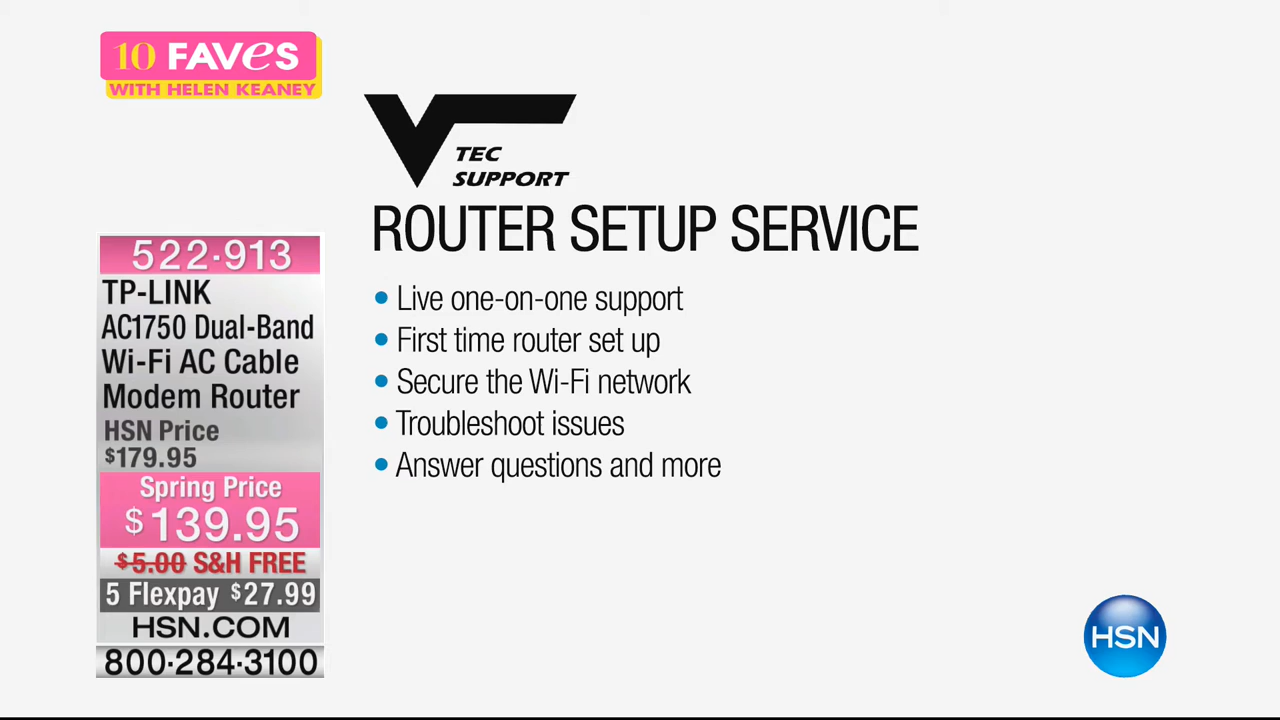 10 FAVeS
WITH HELEN KEANEY
V TEC
SUPPORT
ROUTER SETUP SERVICE
• Live one-on-one support
• First time router set up
• Secure the Wi-Fi network
• Troubleshoot issues
• Answer questions and more
522·913
TP-LINK
AC1750 Dual-Band
Wi-Fi AC Cable
Modem Router
HSN Price
$179.95
Spring Price
$139.95
$5.00 S&H FREE
5 Flexpay $27.99
HSN.COM
800·284·3100
HSN